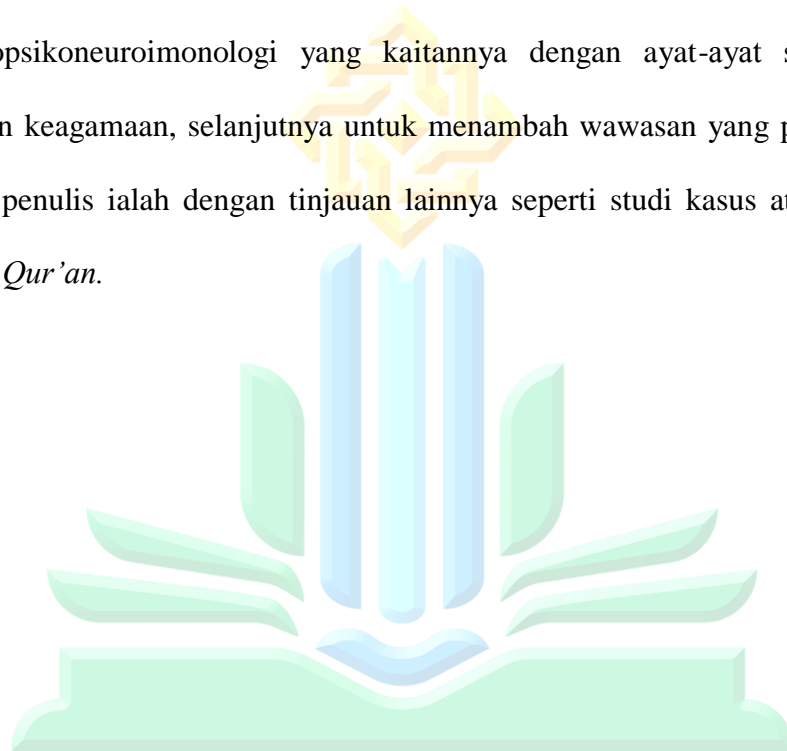 opsikoneuroimonologi yang kaitannya dengan ayat-ayat
keagamaan, selanjutnya untuk menambah wawasan yang
penulis ialah dengan tinjauan lainnya seperti studi kasus
Qur’an.